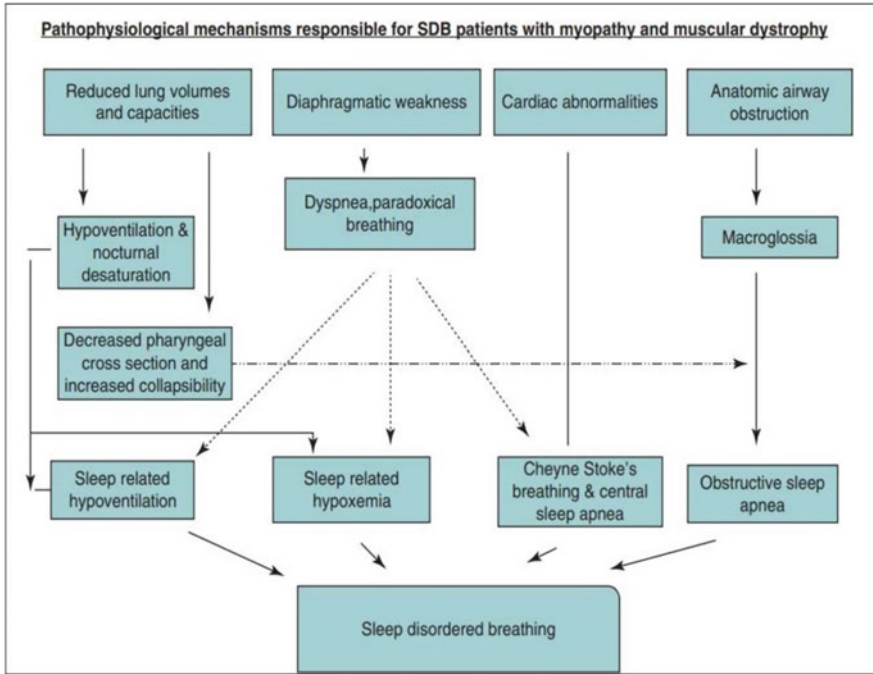 Pathophysiological mechanisms responsible for SDB patients with myopathy and muscular dystrophy
Reduced lung volumes
and capacities
Diaphragmatic weakness
Cardiac abnormalities
Anatomic airway
obstruction
Dyspnea,paradoxical
breathing
Hypoventilation &
nocturnal
desaturation
Macroglossia
Decreased pharyngeal
cross section and
increased collapsibility
Sleep related
hypoventilation
Sleep related
hypoxemia
Cheyne Stoke's
breathing & central
sleep apnea
Obstructive sleep
apnea
Sleep disordered breathing